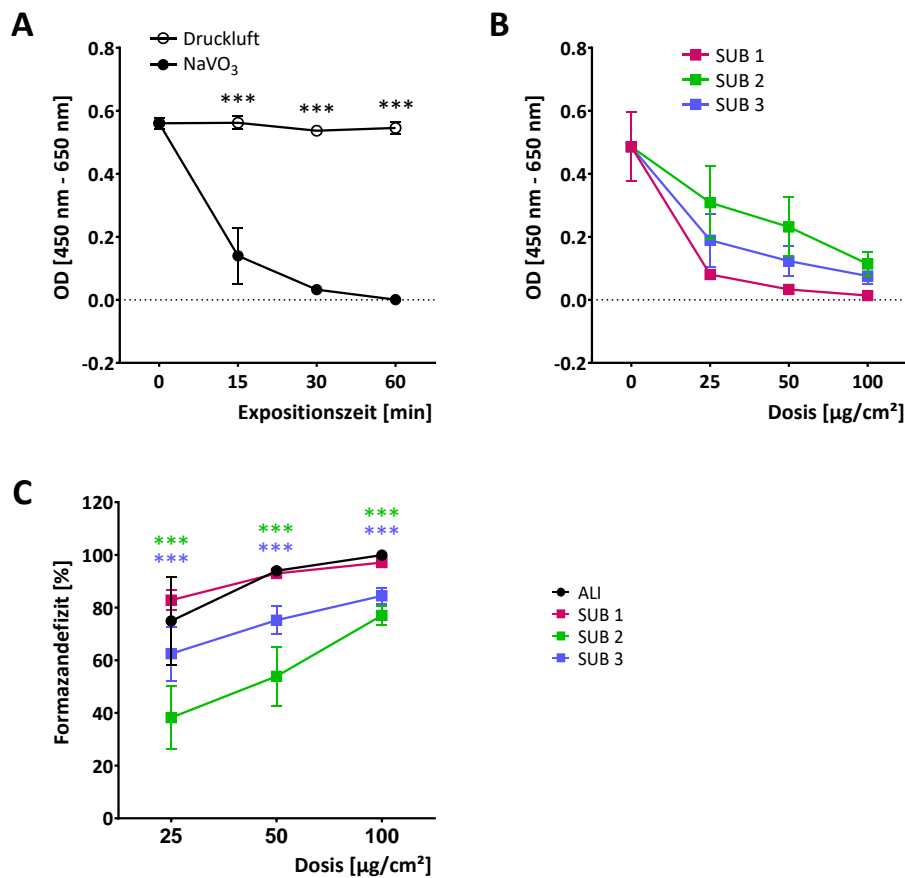 A
Druckluft
NaVO₃
0.8
0.6
0.4
0.2
0.0
-0.2
OD [450 nm - 650 nm]
*** *** ***
0 15 30 60
Expositionszeit [min]
B
SUB 1
SUB 2
SUB 3
0.8
0.6
0.4
0.2
0.0
-0.2
OD [450 nm - 650 nm]
0 25 50 100
Dosis [µg/cm²]
C
120
100
80
60
40
20
0
Formazandefizit [%]
*** *** ***
*** *** ***
25 50 100
Dosis [µg/cm²]
ALI
SUB 1
SUB 2
SUB 3